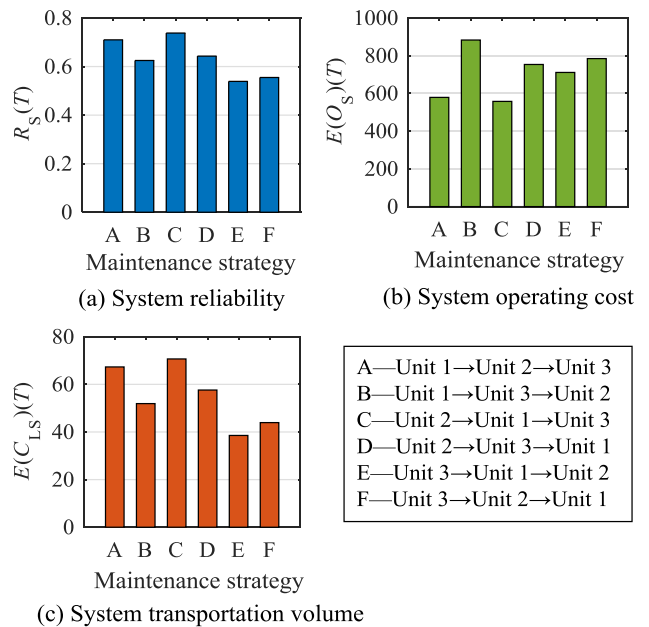 0.8
0.6
0.4
0.2
0
R_S(T)
A B C D E F
Maintenance strategy
(a) System reliability
1000
800
600
400
200
0
E(O_S)(T)
A B C D E F
Maintenance strategy
(b) System operating cost
80
60
40
20
0
E(C_LS)(T)
A B C D E F
Maintenance strategy
(c) System transportation volume
A—Unit 1→Unit 2→Unit 3
B—Unit 1→Unit 3→Unit 2
C—Unit 2→Unit 1→Unit 3
D—Unit 2→Unit 3→Unit 1
E—Unit 3→Unit 1→Unit 2
F—Unit 3→Unit 2→Unit 1